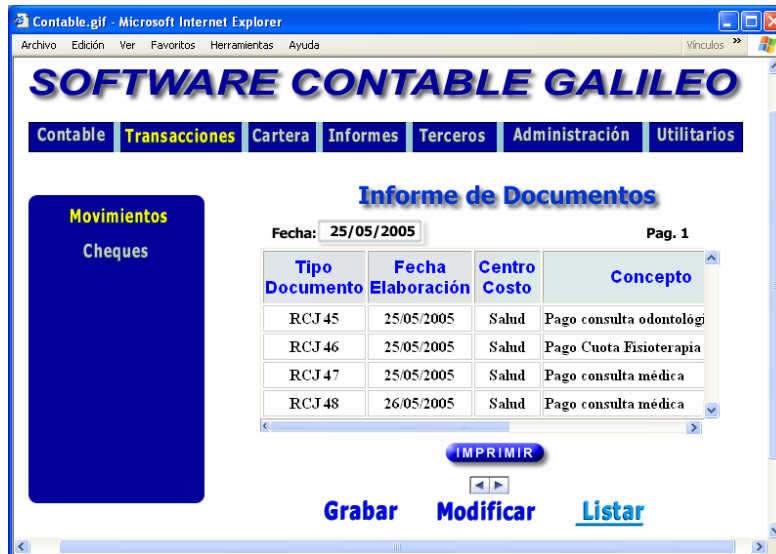 Contable.gif - Microsoft Internet Explorer
Archivo Edición Ver Favoritos Herramientas Ayuda Vínculos »
SOFTWARE CONTABLE GALILEO
Contable Transacciones Cartera Informes Terceros Administración Utilitarios
Movimientos
Cheques
Informe de Documentos
Fecha: 25/05/2005 Pag. 1
Tipo Documento Fecha Elaboración Centro Costo Concepto
RCJ 45 25/05/2005 Salud Pago consulta odontológi
RCJ 46 25/05/2005 Salud Pago Cuota Fisioterapia
RCJ 47 25/05/2005 Salud Pago consulta médica
RCJ 48 26/05/2005 Salud Pago consulta médica
IMPRIMIR
Grabar Modificar Listar